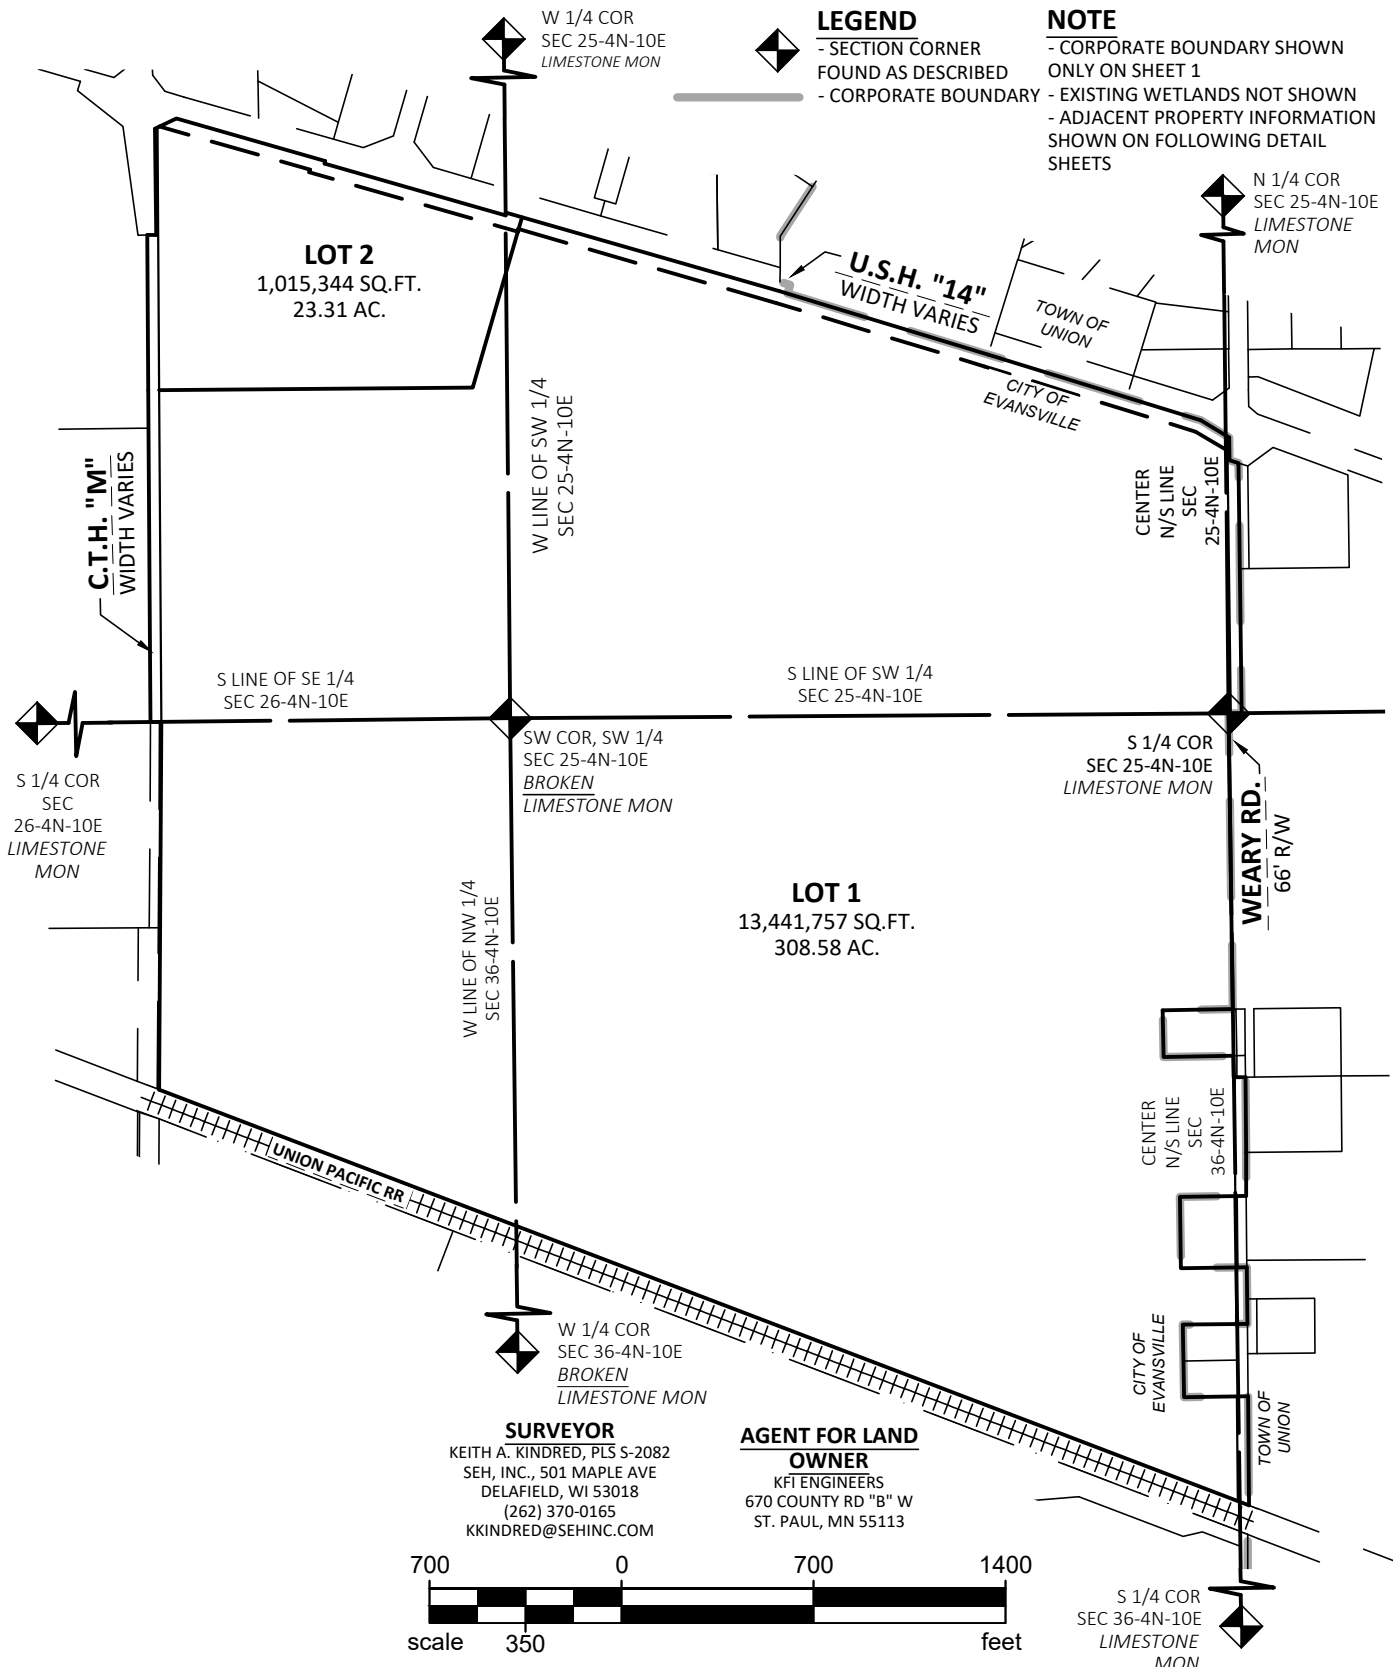 W 1/4 COR
SEC 25-4N-10E
LIMESTONE MON
LEGEND
- SECTION CORNER
FOUND AS DESCRIBED
- CORPORATE BOUNDARY
NOTE
- CORPORATE BOUNDARY SHOWN
ONLY ON SHEET 1
- EXISTING WETLANDS NOT SHOWN
- ADJACENT PROPERTY INFORMATION
SHOWN ON FOLLOWING DETAIL
SHEETS
N 1/4 COR
SEC 25-4N-10E
LIMESTONE
MON
LOT 2
1,015,344 SQ.FT.
23.31 AC.
U.S.H. "14"
WIDTH VARIES
TOWN OF
UNION
CITY OF
EVANSVILLE
W LINE OF SW 1/4
SEC 25-4N-10E
C.T.H. "M"
WIDTH VARIES
CENTER
N/S LINE
SEC
25-4N-10E
S LINE OF SE 1/4
SEC 26-4N-10E
S LINE OF SW 1/4
SEC 25-4N-10E
SW COR, SW 1/4
SEC 25-4N-10E
BROKEN
LIMESTONE MON
S 1/4 COR
SEC 25-4N-10E
LIMESTONE MON
S 1/4 COR
SEC
26-4N-10E
LIMESTONE
MON
WEARY RD.
66' R/W
LOT 1
13,441,757 SQ.FT.
308.58 AC.
W LINE OF NW 1/4
SEC 36-4N-10E
CENTER
N/S LINE
SEC
36-4N-10E
UNION PACIFIC RR
W 1/4 COR
SEC 36-4N-10E
BROKEN
LIMESTONE MON
CITY OF
EVANSVILLE
TOWN OF
UNION
SURVEYOR
KEITH A. KINDRED, PLS S-2082
SEH, INC., 501 MAPLE AVE
DELAFIELD, WI 53018
(262) 370-0165
KKINDRED@SEHINC.COM
AGENT FOR LAND
OWNER
KFI ENGINEERS
670 COUNTY RD "B" W
ST. PAUL, MN 55113
700 0 700 1400
scale 350 feet
S 1/4 COR
SEC 36-4N-10E
LIMESTONE
MON